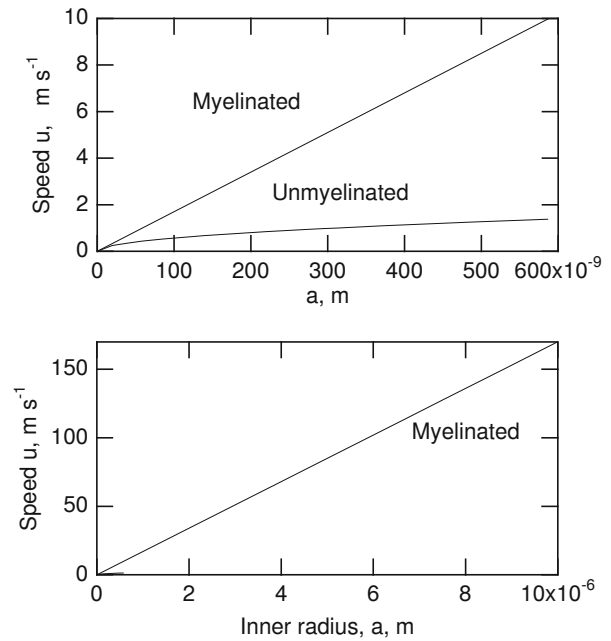 10
8
6
4
2
0
Speed u, m s⁻¹
Myelinated
Unmyelinated
0 100 200 300 400 500 600x10⁻⁹
a, m
150
100
50
0
Speed u, m s⁻¹
Myelinated
0 2 4 6 8 10x10⁻⁶
Inner radius, a, m